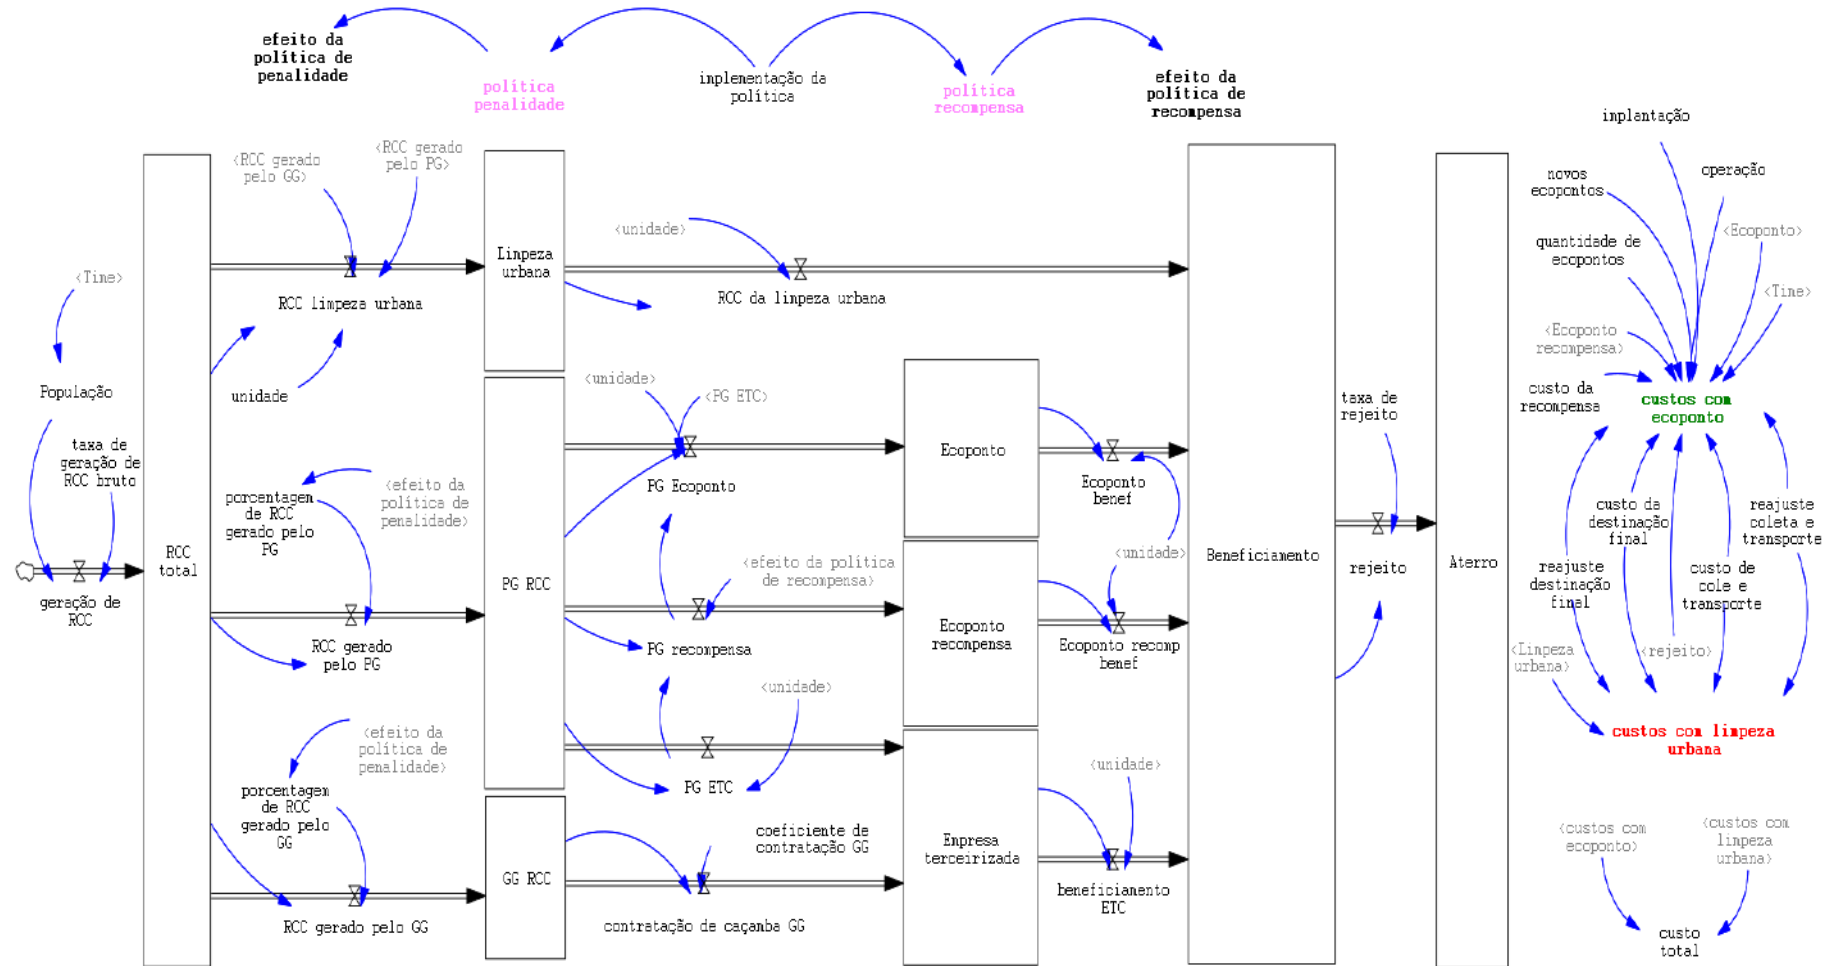 efeito da
política de
penalidade
política
penalidade
inplementação da
política
política
recompensa
efeito da
política de
recompensa
implantação
<RCC gerado
pelo GG>
<RCC gerado
pelo PG>
novos
ecopontos
operação
<unidade>
Limpeza
urbana
quantidade de
ecopontos
<Ecoponto>
<Time>
RCC limpeza urbana
RCC da limpeza urbana
<Time>
<Ecoponto
recompensa>
População
unidade
<unidade>
<PG ETC>
taxa de
rejeito
custo da
recompensa
custos com
ecoponto
taxa de
geração de
RCC bruto
Ecoponto
PG Ecoponto
Ecoponto
benef
porcentagem
de RCC
gerado pelo
PG
<efeito da
política de
penalidade>
custo da
destinação
final
reajuste
coleta e
transporte
RCC
total
PG RCC
<efeito da política
de recompensa>
<unidade>
Beneficiamento
rejeito
Aterro
reajuste
destinação
final
custo de
cole e
transporte
geração de
RCC
RCC gerado
pelo PG
PG recompensa
Ecoponto
recompensa
Ecoponto recomp
benef
<Limpeza
urbana>
<rejeito>
<unidade>
<efeito da
política de
penalidade>
custos com limpeza
urbana
porcentagem
de RCC
gerado pelo
GG
PG ETC
<unidade>
coeficiente de
contratação GG
Empresa
terceirizada
<custos com
ecoponto>
<custos com
limpeza
urbana>
GG RCC
beneficiamento
ETC
RCC gerado pelo GG
contratação de caçamba GG
custo
total